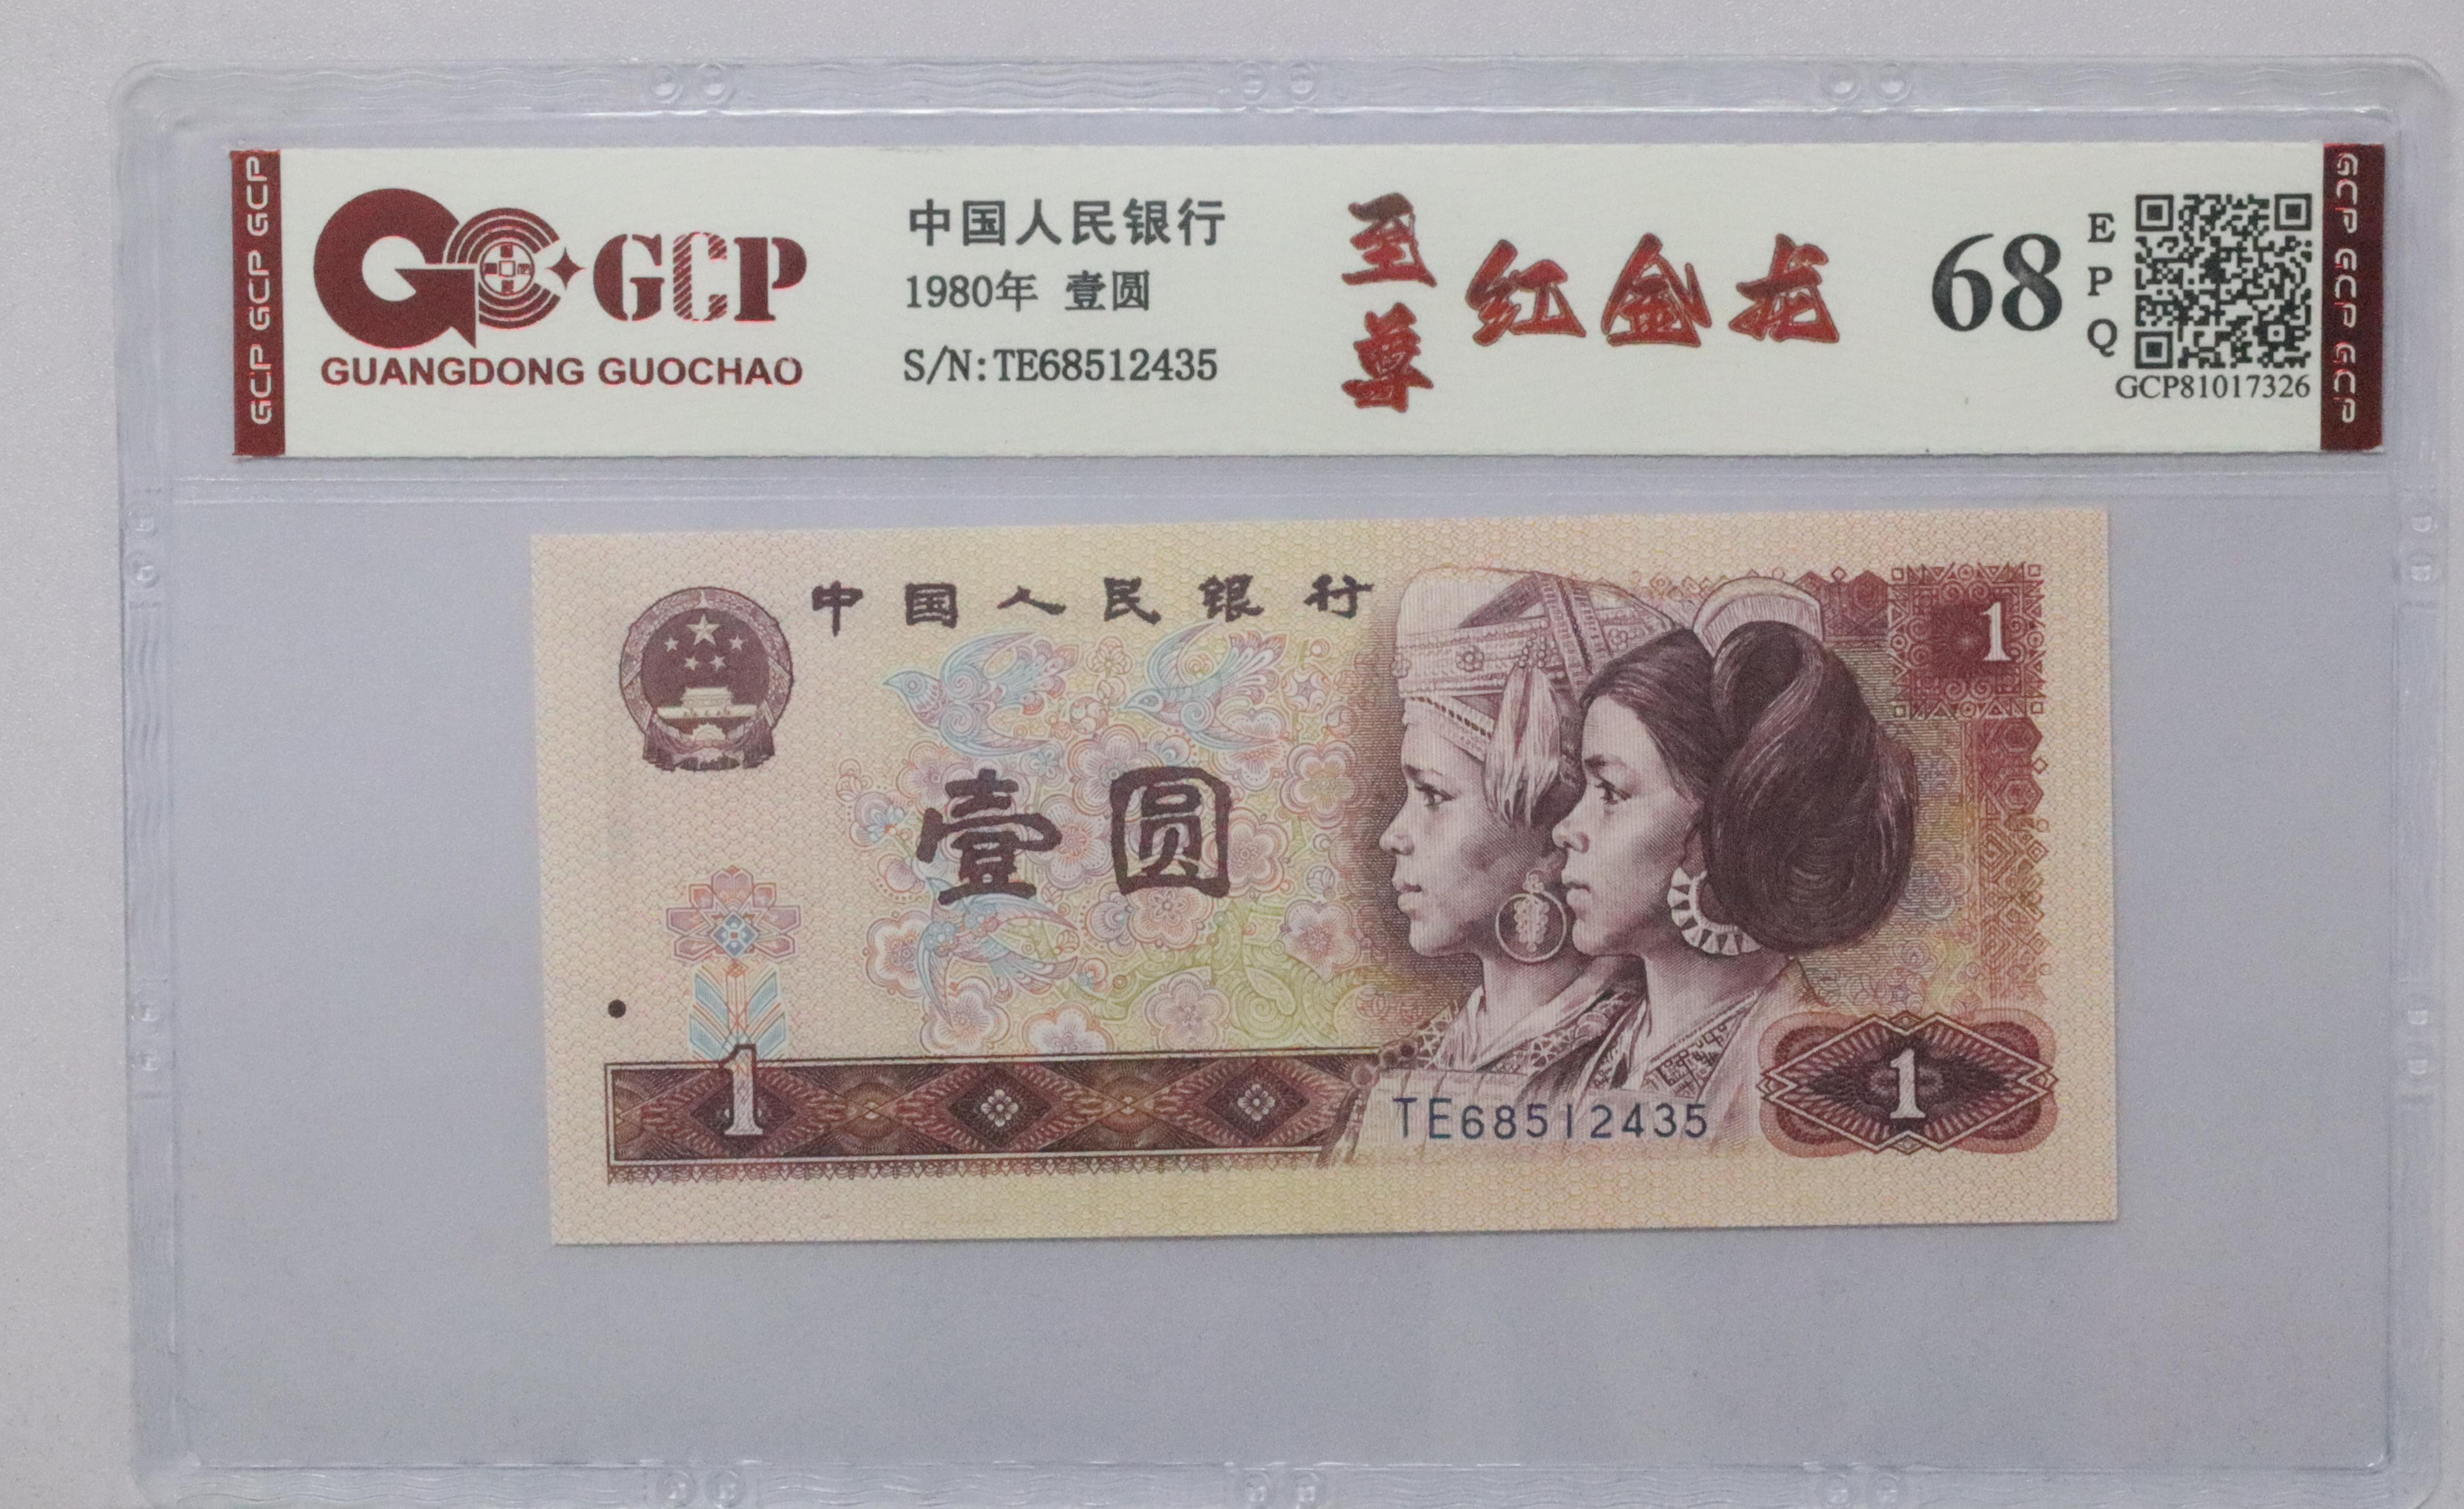 GCP GCP GCP
GCP
GUANGDONG GUOCHAO
中国人民银行
1980年 壹圆
S/N:TE68512435
至尊
红金龙
68
EPQ
GCP81017326
GCP GCP GCP
中国人民银行
1
壹圆
1
TE68512435
1